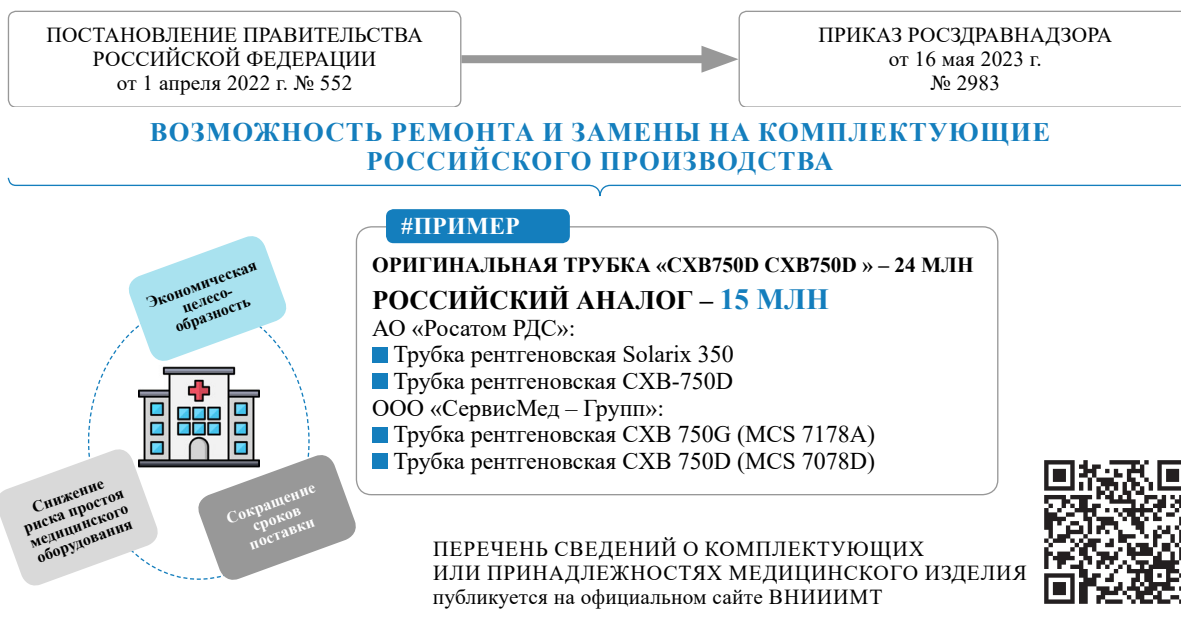 ПОСТАНОВЛЕНИЕ ПРАВИТЕЛЬСТВА
РОССИЙСКОЙ ФЕДЕРАЦИИ
от 1 апреля 2022 г. № 552
ПРИКАЗ РОСЗДРАВНАДЗОРА
от 16 мая 2023 г.
№ 2983
ВОЗМОЖНОСТЬ РЕМОНТА И ЗАМЕНЫ НА КОМПЛЕКТУЮЩИЕ
РОССИЙСКОГО ПРОИЗВОДСТВА
Экономическая
целесо-
образность
Снижение
риска простоя
медицинского
оборудования
Сокращение
сроков
поставки
#ПРИМЕР
ОРИГИНАЛЬНАЯ ТРУБКА «CXB750D CXB750D » – 24 МЛН
РОССИЙСКИЙ АНАЛОГ – 15 МЛН
АО «Росатом РДС»:
Трубка рентгеновская Solarix 350
Трубка рентгеновская CXB-750D
ООО «СервисМед – Групп»:
Трубка рентгеновская CXB 750G (MCS 7178A)
Трубка рентгеновская CXB 750D (MCS 7078D)
ПЕРЕЧЕНЬ СВЕДЕНИЙ О КОМПЛЕКТУЮЩИХ
ИЛИ ПРИНАДЛЕЖНОСТЯХ МЕДИЦИНСКОГО ИЗДЕЛИЯ
публикуется на официальном сайте ВНИИИМТ